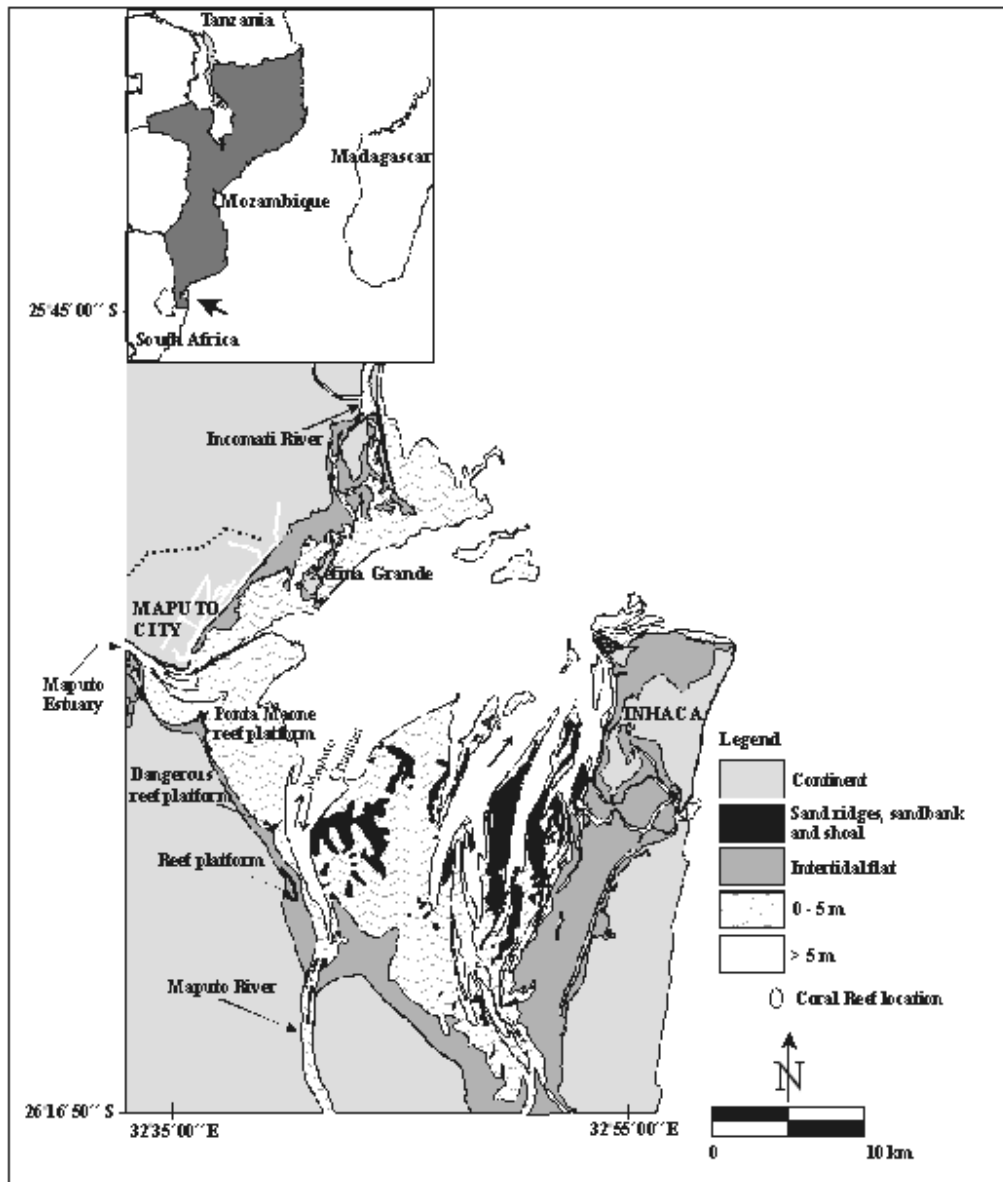 Tanzania
Madagascar
Mozambique
25°45´00´´ S
South Africa
Incomati River
Grande
MAPUTO
CITY
Maputo
Estuary
INHACA
Ponta Maone
reef platform
Legend
Dangerous
reef platform
Continent
Sand ridges, sandbank
and shoal
Reef platform
Intertidal flat
0 - 5 m
> 5 m
Maputo River
Coral Reef location
N
26°16´50´´ S
32°35´00´´E
32°55´00´´E
0
10 km